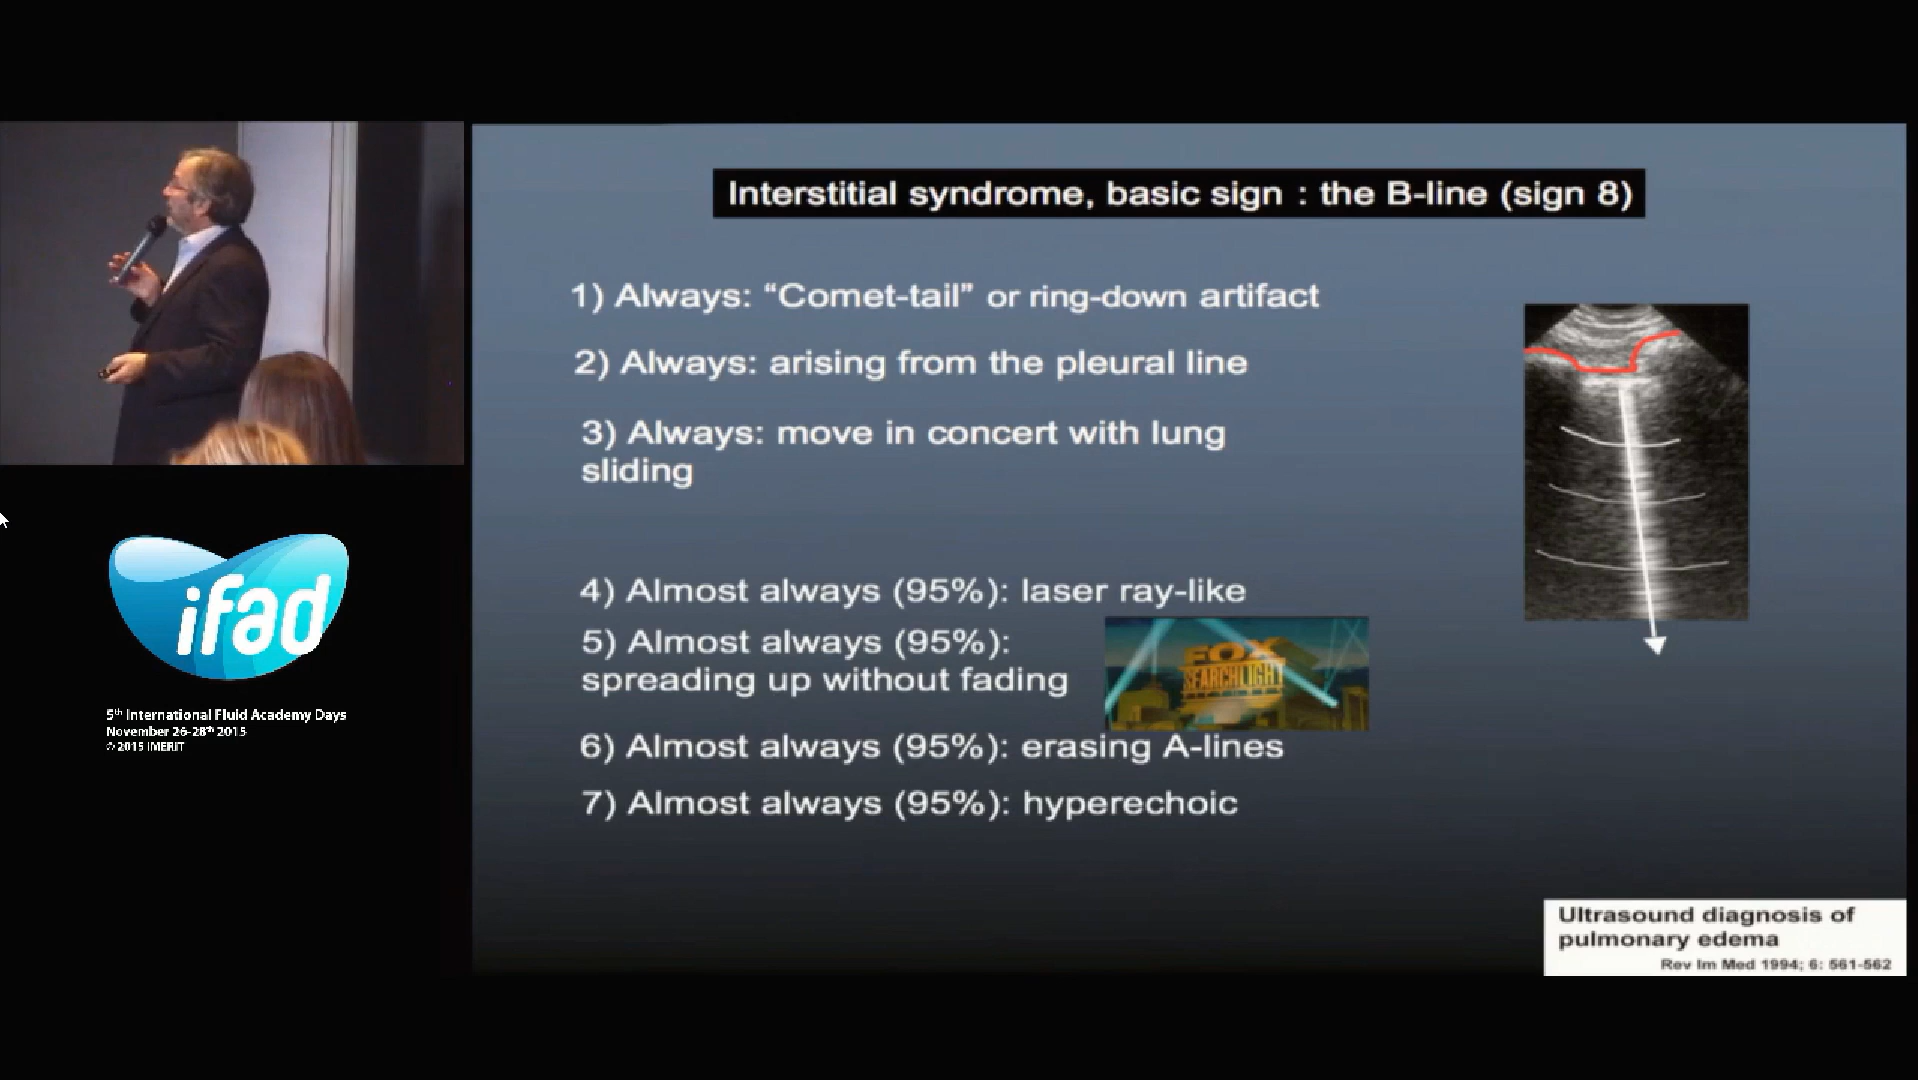 Interstitial syndrome, basic sign : the B-line (sign 8)
1) Always: “Comet-tail” or ring-down artifact
2) Always: arising from the pleural line
3) Always: move in concert with lung
sliding
4) Almost always (95%): laser ray-like
5) Almost always (95%):
spreading up without fading
FOX
SEARCHLIGHT
6) Almost always (95%): erasing A-lines
7) Almost always (95%): hyperechoic
Ultrasound diagnosis of
pulmonary edema
Rev Im Med 1994; 6: 561-562
ifad
5th International Fluid Academy Days
November 26-28th 2015
© 2015 IMERIT